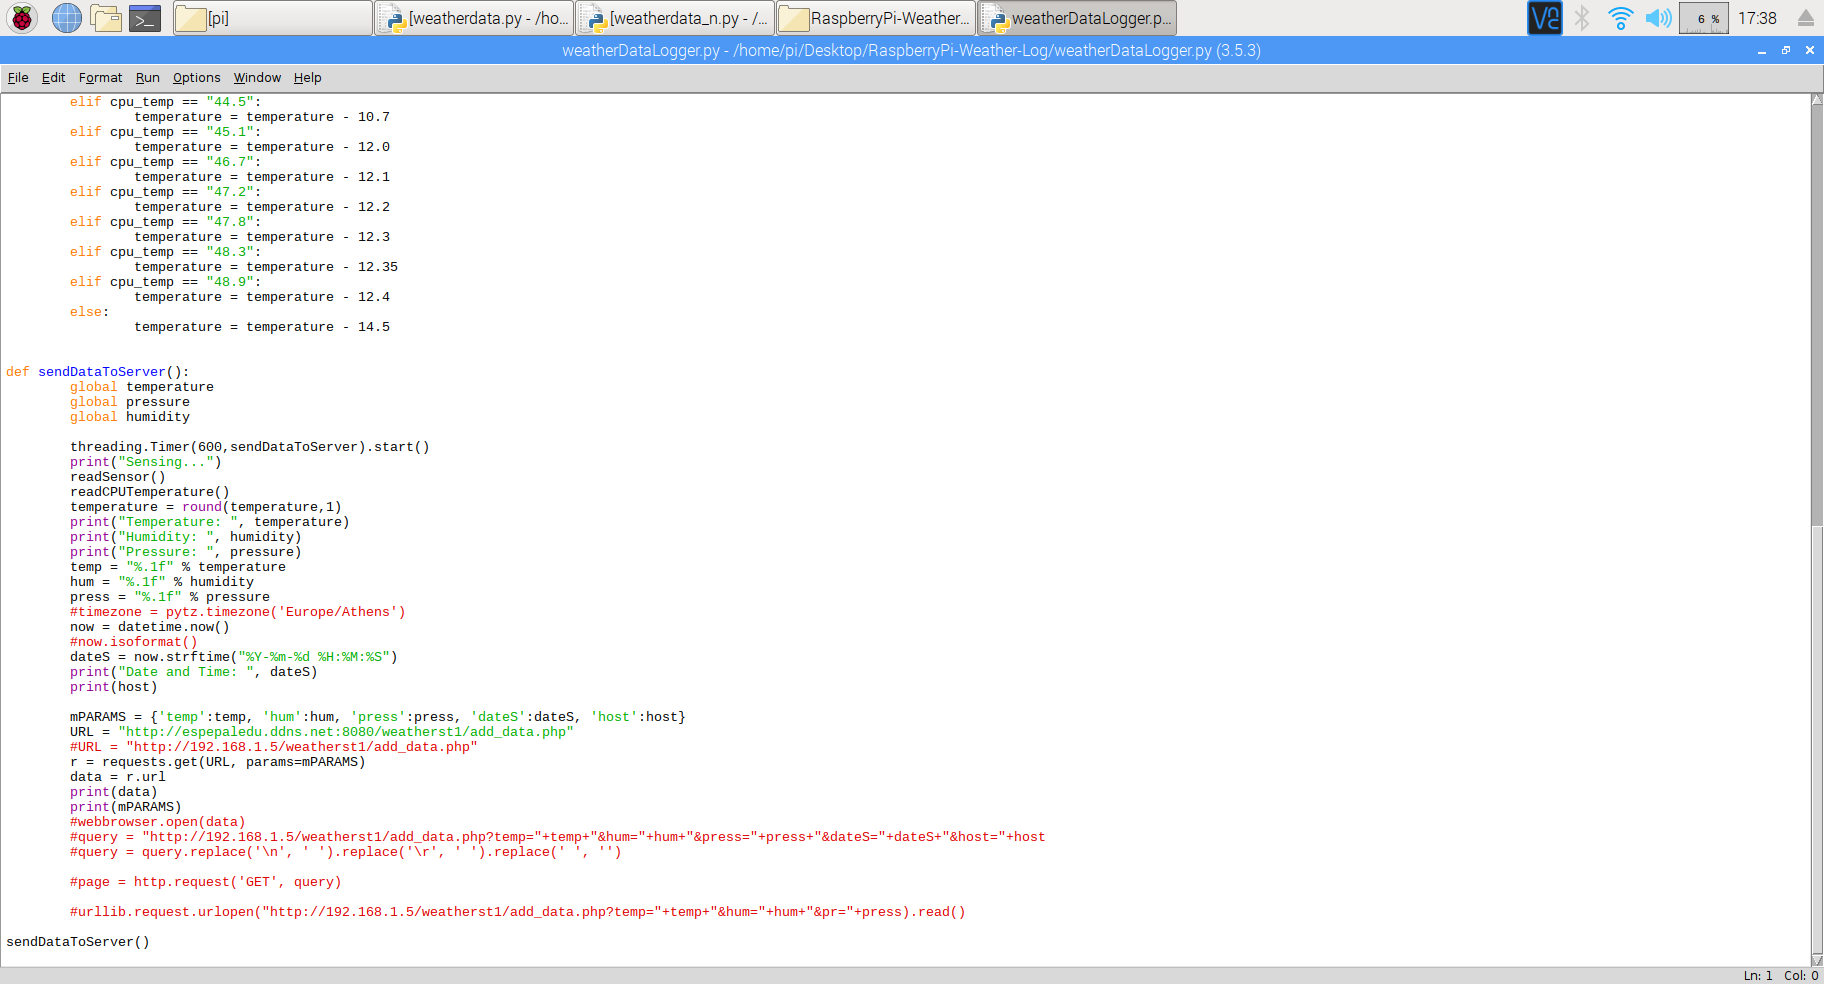 [pi]
[weatherdata.py - /ho...
[weatherdata_n.py - /...
RaspberryPi-Weather...
weatherDataLogger.p...
6 %
17:38
weatherDataLogger.py - /home/pi/Desktop/RaspberryPi-Weather-Log/weatherDataLogger.py (3.5.3)
File Edit Format Run Options Window Help
        elif cpu_temp == "44.5":
                temperature = temperature - 10.7
        elif cpu_temp == "45.1":
                temperature = temperature - 12.0
        elif cpu_temp == "46.7":
                temperature = temperature - 12.1
        elif cpu_temp == "47.2":
                temperature = temperature - 12.2
        elif cpu_temp == "47.8":
                temperature = temperature - 12.3
        elif cpu_temp == "48.3":
                temperature = temperature - 12.35
        elif cpu_temp == "48.9":
                temperature = temperature - 12.4
        else:
                temperature = temperature - 14.5
def sendDataToServer():
        global temperature
        global pressure
        global humidity
        threading.Timer(600,sendDataToServer).start()
        print("Sensing...")
        readSensor()
        readCPUTemperature()
        temperature = round(temperature,1)
        print("Temperature: ", temperature)
        print("Humidity: ", humidity)
        print("Pressure: ", pressure)
        temp = "%.1f" % temperature
        hum = "%.1f" % humidity
        press = "%.1f" % pressure
        #timezone = pytz.timezone('Europe/Athens')
        now = datetime.now()
        #now.isoformat()
        dateS = now.strftime("%Y-%m-%d %H:%M:%S")
        print("Date and Time: ", dateS)
        print(host)
        mPARAMS = {'temp':temp, 'hum':hum, 'press':press, 'dateS':dateS, 'host':host}
        URL = "http://espepaledu.ddns.net:8080/weatherst1/add_data.php"
        #URL = "http://192.168.1.5/weatherst1/add_data.php"
        r = requests.get(URL, params=mPARAMS)
        data = r.url
        print(data)
        print(mPARAMS)
        #webbrowser.open(data)
        #query = "http://192.168.1.5/weatherst1/add_data.php?temp="+temp+"&hum="+hum+"&press="+press+"&dateS="+dateS+"&host="+host
        #query = query.replace('\n', ' ').replace('\r', ' ').replace(' ', '')
        #page = http.request('GET', query)
        #urllib.request.urlopen("http://192.168.1.5/weatherst1/add_data.php?temp="+temp+"&hum="+hum+"&pr="+press).read()
sendDataToServer()
Ln: 1 Col: 0